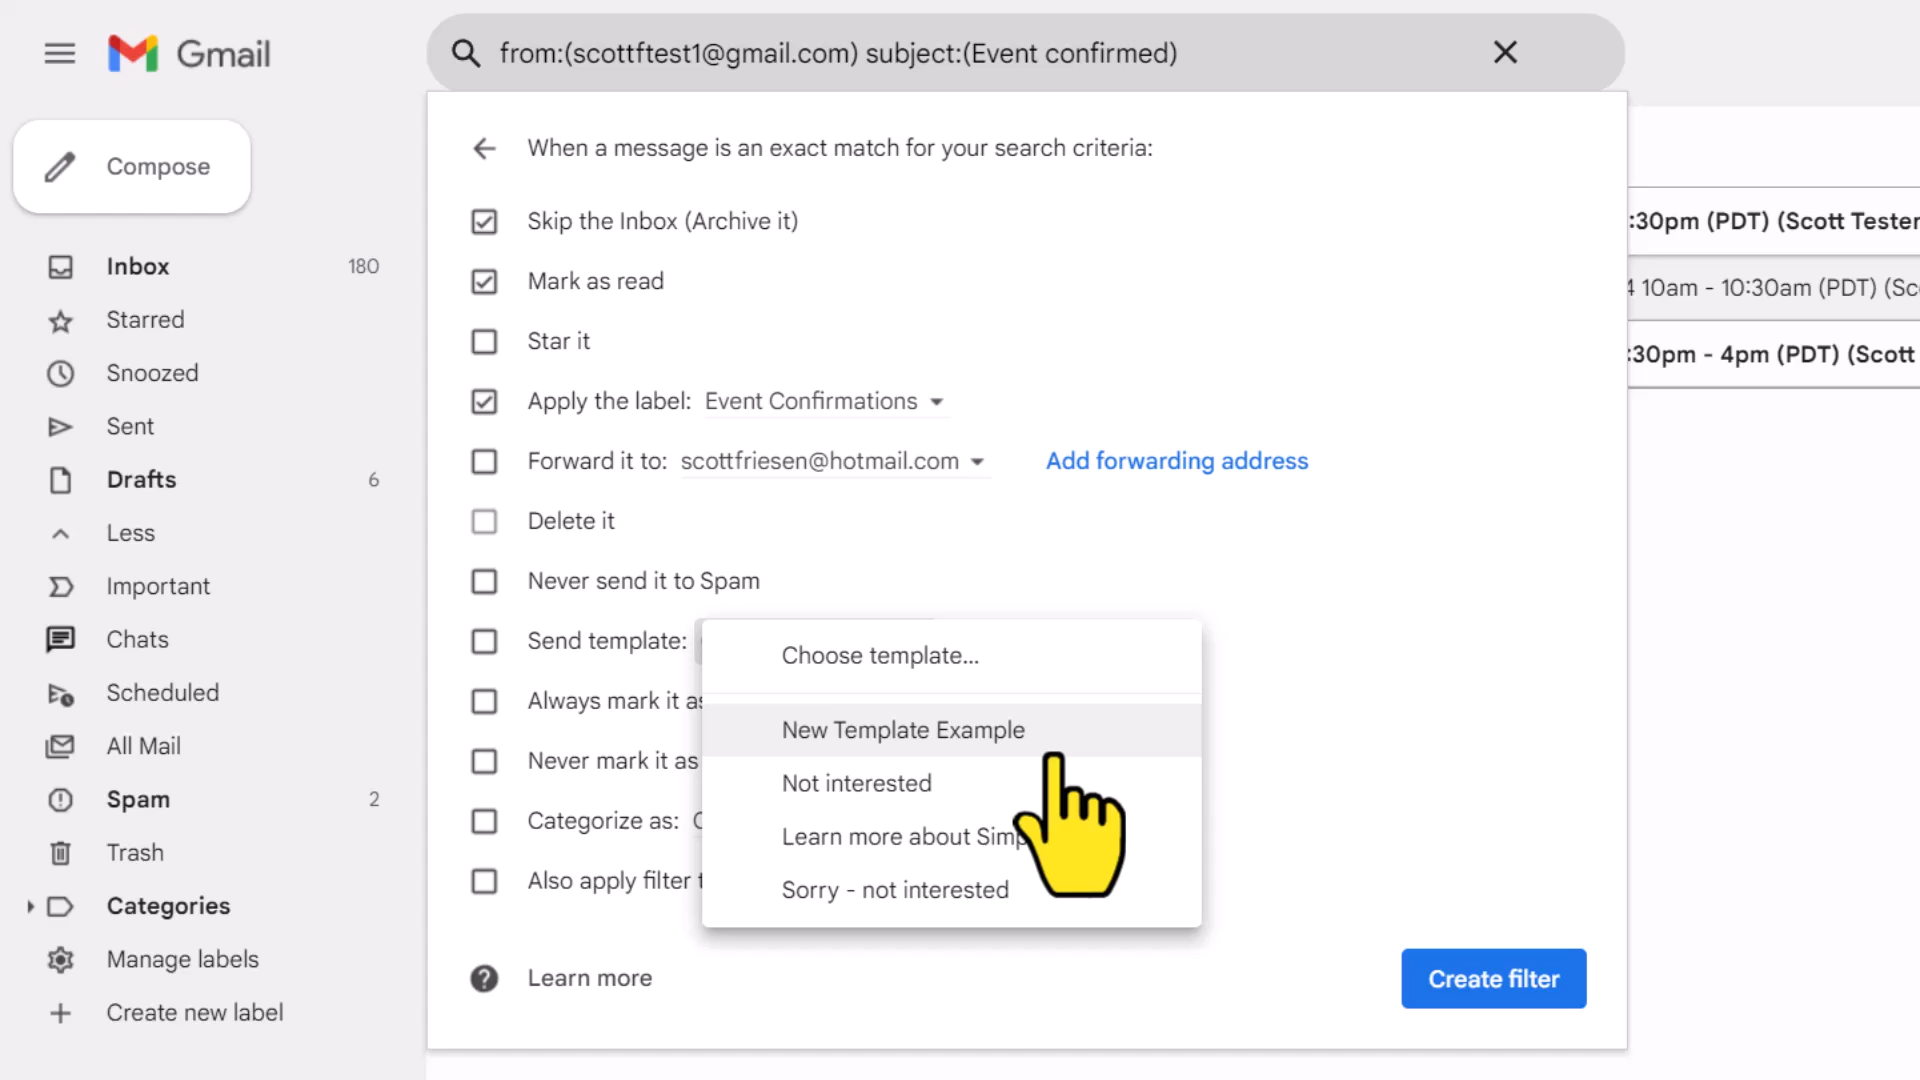 Gmail
from:(scottftest1@gmail.com) subject:(Event confirmed)
Compose
Inbox 180
Starred
Snoozed
Sent
Drafts 6
Less
Important
Chats
Scheduled
All Mail
Spam 2
Trash
Categories
Manage labels
Create new label
When a message is an exact match for your search criteria:
Skip the Inbox (Archive it)
Mark as read
Star it
Apply the label: Event Confirmations
Forward it to: scottfriesen@hotmail.com Add forwarding address
Delete it
Never send it to Spam
Send template:
Always mark it as
Never mark it as
Categorize as:
Also apply filter
Choose template...
New Template Example
Not interested
Learn more about
Sorry - not interested
Learn more
Create filter
:30pm (PDT) (Scott Tester
10am - 10:30am (PDT)
:30pm - 4pm (PDT) (Scott